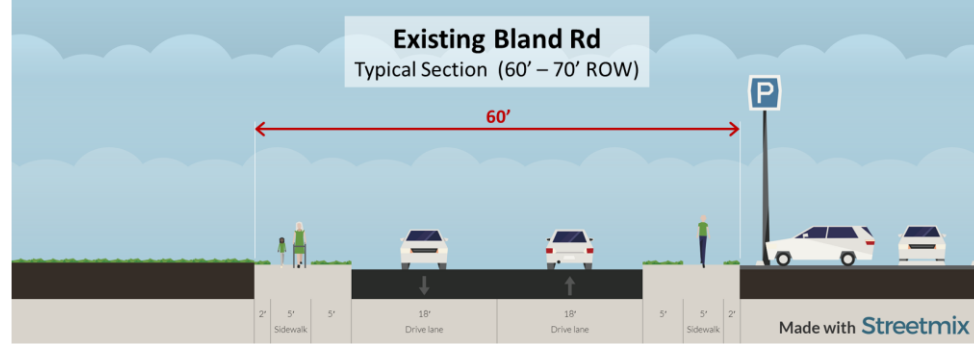 Existing Bland Rd
Typical Section (60’ – 70’ ROW)
60’
P
2' 5' 5' 18' 18' 5' 5' 2'
Sidewalk Drive lane Drive lane Sidewalk
Made with Streetmix